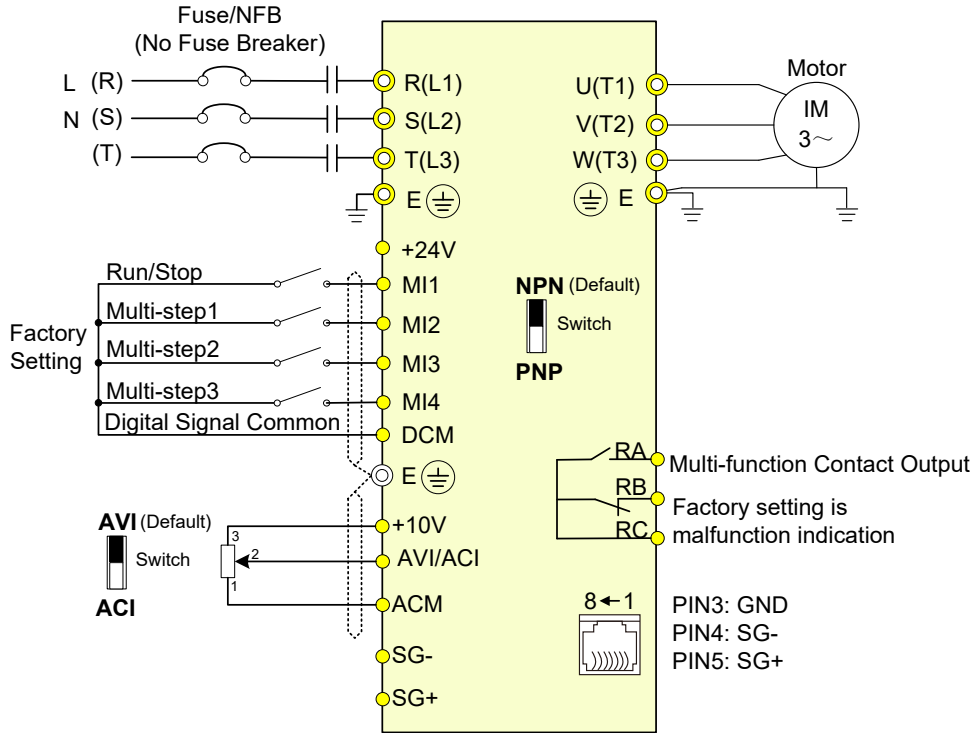 Fuse/NFB
(No Fuse Breaker)
L (R)
N (S)
(T)
R(L1)
S(L2)
T(L3)
E
U(T1)
V(T2)
W(T3)
E
Motor
IM
3~
+24V
Run/Stop
MI1
Multi-step1
MI2
Multi-step2
MI3
Multi-step3
MI4
Digital Signal Common
DCM
Factory
Setting
E
NPN (Default)
Switch
PNP
RA
RB
RC
Multi-function Contact Output
Factory setting is
malfunction indication
AVI (Default)
Switch
ACI
3
2
1
+10V
AVI/ACI
ACM
SG-
SG+
8←1
PIN3: GND
PIN4: SG-
PIN5: SG+